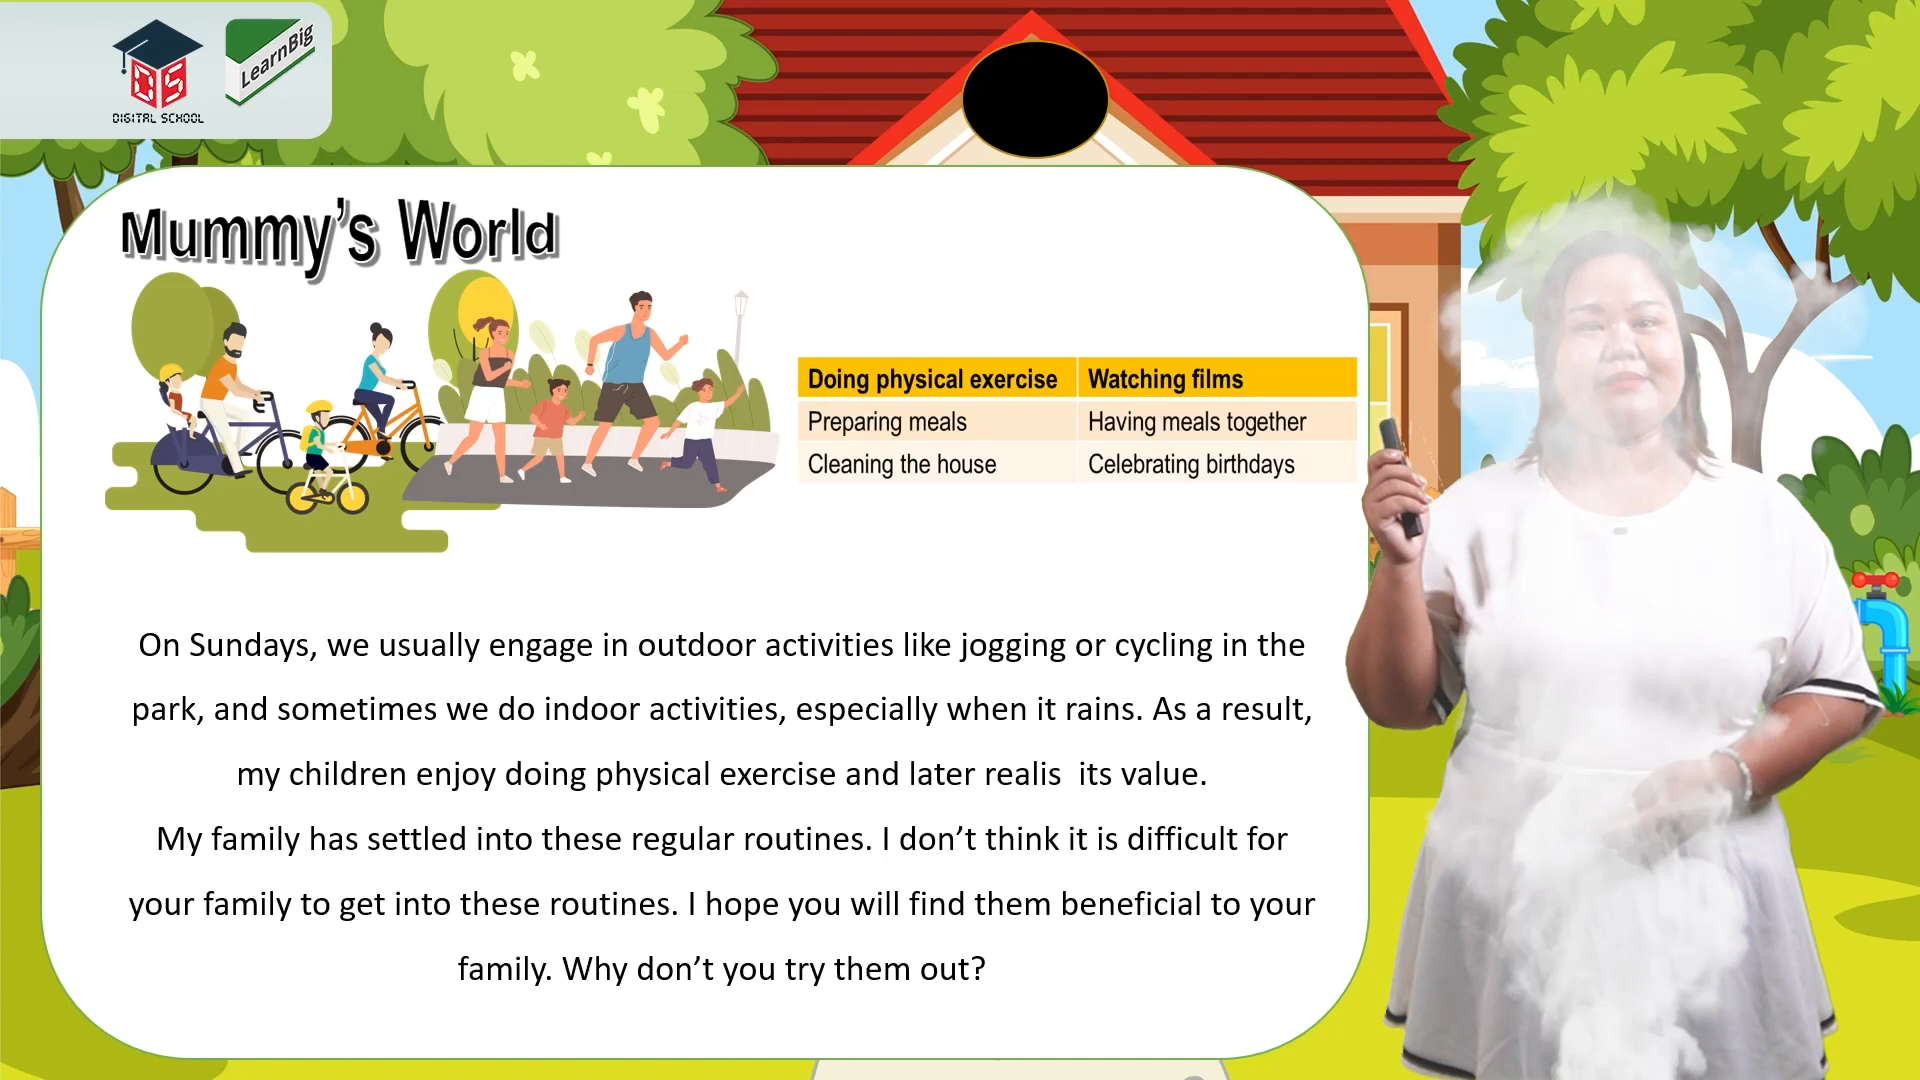 DS
DIGITAL SCHOOL
LearnBig
Mummy’s World
Doing physical exercise Watching films
Preparing meals Having meals together
Cleaning the house Celebrating birthdays
On Sundays, we usually engage in outdoor activities like jogging or cycling in the
park, and sometimes we do indoor activities, especially when it rains. As a result,
my children enjoy doing physical exercise and later realis its value.
My family has settled into these regular routines. I don’t think it is difficult for
your family to get into these routines. I hope you will find them beneficial to your
family. Why don’t you try them out?